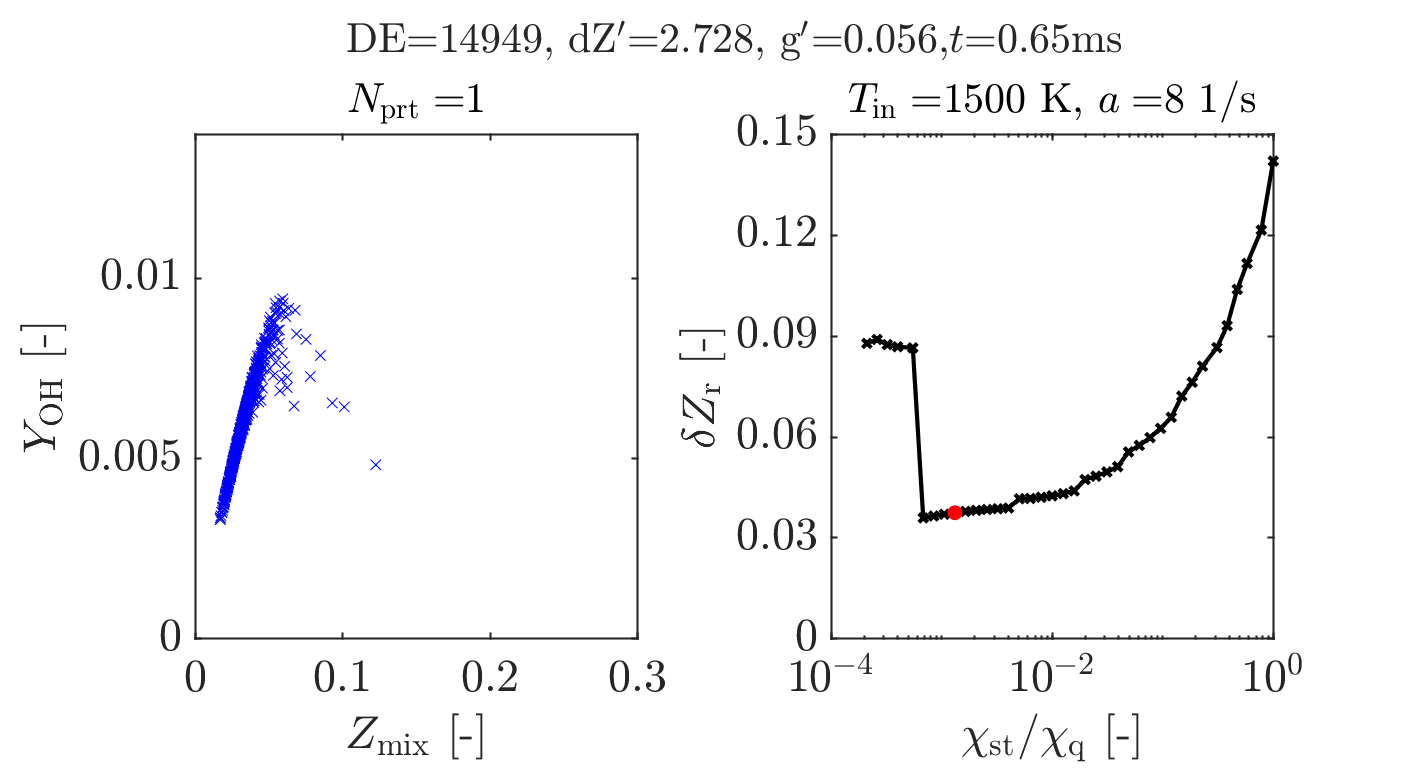 DE=14949, dZ′=2.728, g′=0.056,t=0.65ms
N_prt =1
Y_OH [-]
0.01
0.005
0
0 0.1 0.2 0.3
Z_mix [-]
T_in =1500 K, a =8 1/s
δZ_r [-]
0.15
0.12
0.09
0.06
0.03
0
10^−4 10^−2 10^0
χ_st/χ_q [-]